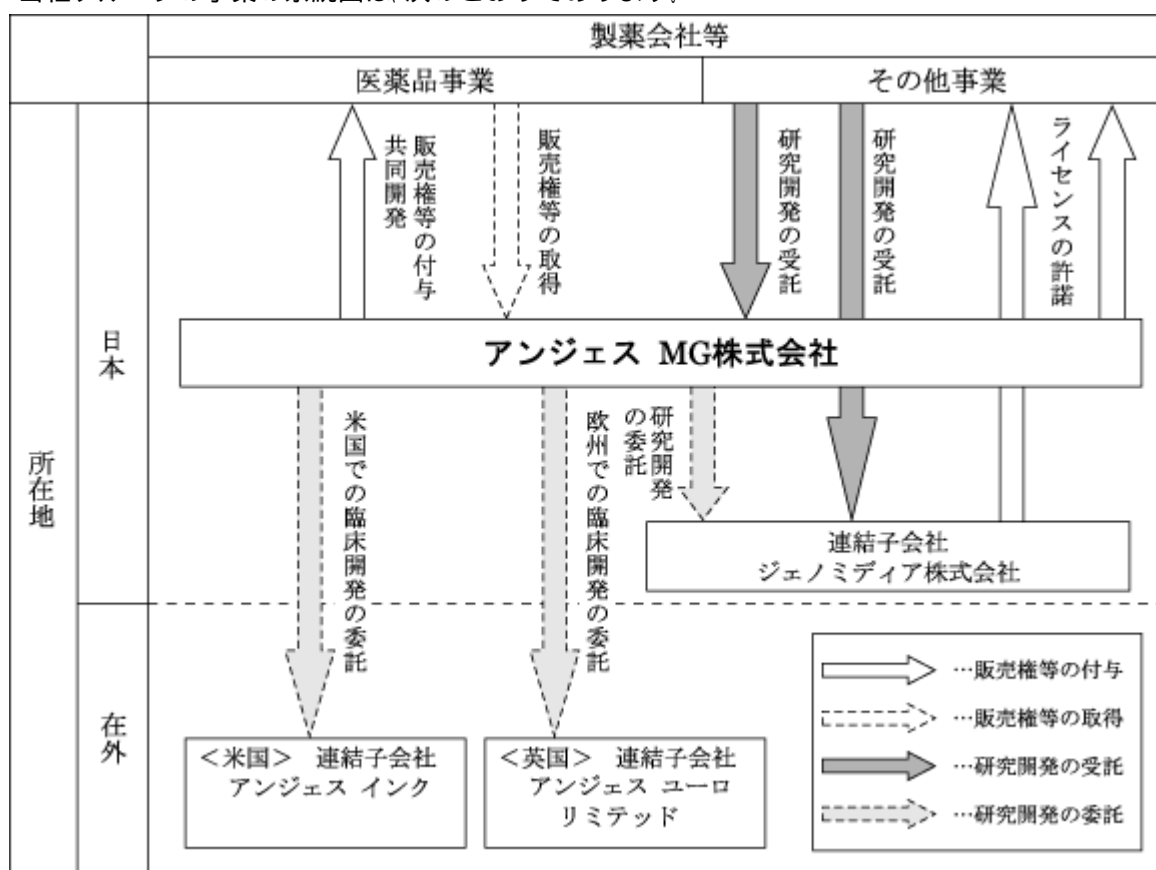 当社グループの事業の系統図は、次のとおりであります。
製薬会社等
医薬品事業
その他事業
販売権等の付与
共同開発
販売権等の取得
研究開発の受託
研究開発の受託
ライセンスの許諾
所在地
日本
アンジェス MG株式会社
米国での臨床開発の委託
欧州での臨床開発の委託
研究開発
の委託
連結子会社
ジェノミディア株式会社
在外
＜米国＞ 連結子会社
アンジェス インク
＜英国＞ 連結子会社
アンジェス ユーロ
リミテッド
…販売権等の付与
…販売権等の取得
…研究開発の受託
…研究開発の委託